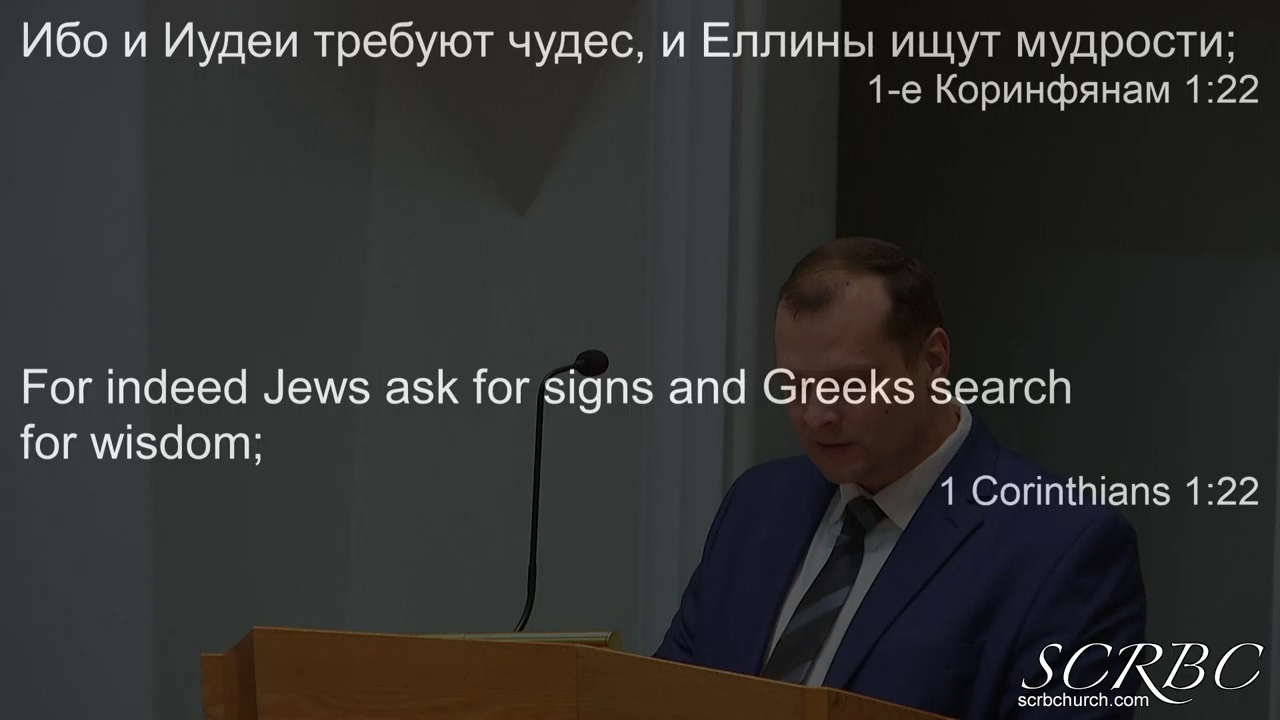 Ибо и Иудеи требуют чудес, и Еллины ищут мудрости;
1-е Коринфянам 1:22
For indeed Jews ask for signs and Greeks search
for wisdom;
1 Corinthians 1:22
SCRBC
scrbchurch.com